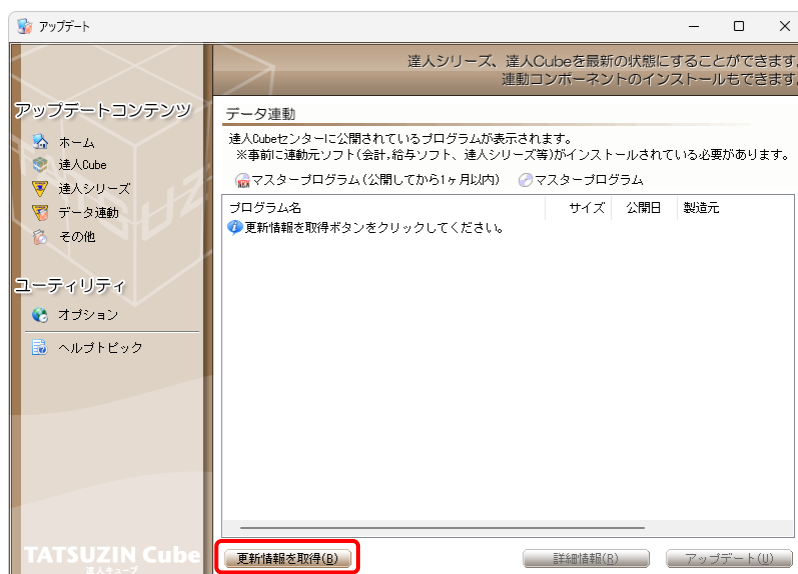 アップデート
達人シリーズ、達人Cubeを最新の状態にすることができます。
連動コンポーネントのインストールもできます。
アップデートコンテンツ
ホーム
達人Cube
達人シリーズ
データ連動
その他
ユーティリティ
オプション
ヘルプトピック
TATSUZIN Cube
達人キューブ
データ連動
達人Cubeセンターに公開されているプログラムが表示されます。
※事前に連動元ソフト(会計,給与ソフト、達人シリーズ等)がインストールされている必要があります。
マスタープログラム(公開してから1ヶ月以内) マスタープログラム
プログラム名 サイズ 公開日 製造元
更新情報を取得ボタンをクリックしてください。
更新情報を取得(B) 詳細情報(R) アップデート(U)